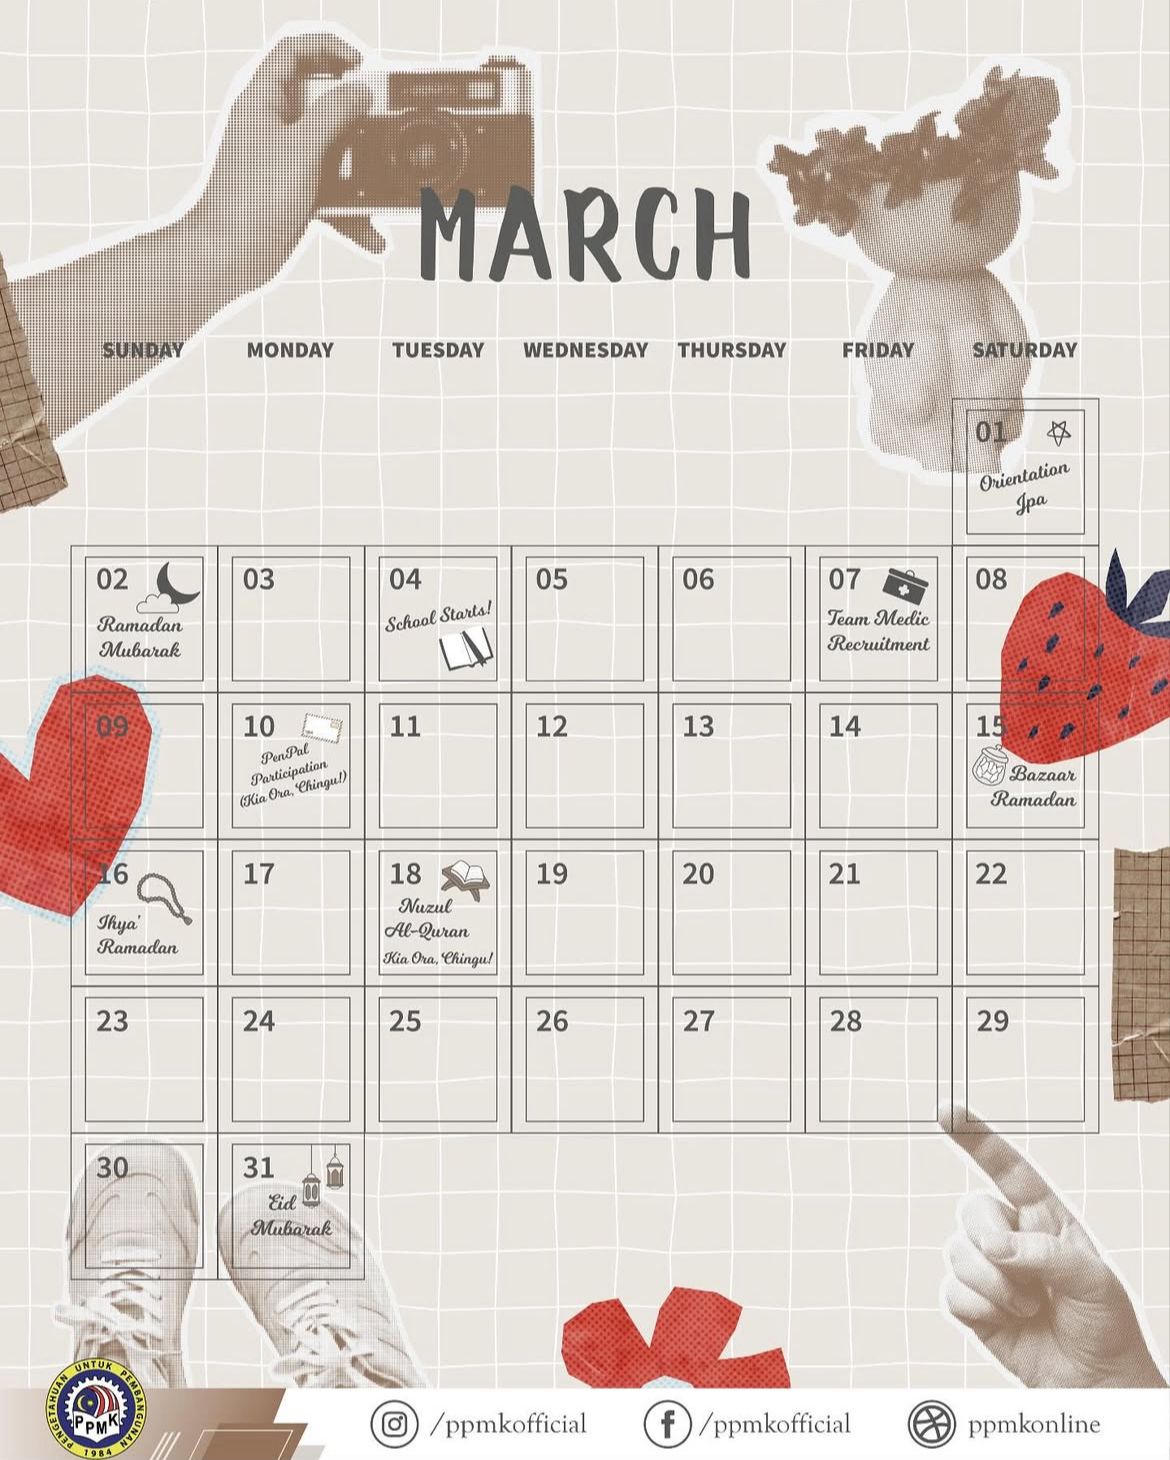 MARCH
SUNDAY MONDAY TUESDAY WEDNESDAY THURSDAY FRIDAY SATURDAY
01
Orientation
Jpa
02 03 04 05 06 07 08
Ramadan
Mubarak
School Starts!
Team Medic
Recruitment
09 10 11 12 13 14 15
PenPal
Participation
(Kia Ora, Chingu!)
Bazaar
Ramadan
16 17 18 19 20 21 22
Ihya'
Ramadan
Nuzul
Al-Quran
Kia Ora, Chingu!
23 24 25 26 27 28 29
30 31
Eid
Mubarak
PENGETAHUAN UNTUK PEMBANGUNAN
PPMK
1984
/ppmkofficial /ppmkofficial ppmkonline